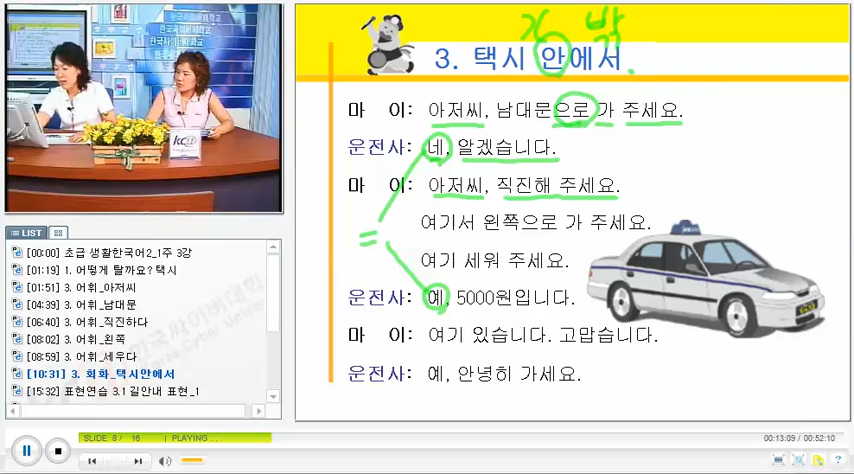 밖
3. 택시 안에서
마 이: 아저씨, 남대문으로 가 주세요.
운전사: 네, 알겠습니다.
마 이: 아저씨, 직진해 주세요.
여기서 왼쪽으로 가 주세요.
여기 세워 주세요.
=
운전사: 예, 5000원입니다.
마 이: 여기 있습니다. 고맙습니다.
운전사: 예, 안녕히 가세요.
한국싸이버대학교
LIST
[00:00] 초급 생활한국어2_1주 3강
[01:19] 1. 어떻게 탈까요? 택시
[01:51] 3. 어휘_아저씨
[04:39] 3. 어휘_남대문
[06:40] 3. 어휘_직진하다
[08:02] 3. 어휘_왼쪽
[08:59] 3. 어휘_세우다
[10:31] 3. 회화_택시안에서
[15:32] 표현연습 3.1 길안내 표현_1
SLIDE 8 / 16 | PLAYING ...
00:13:09 / 00:52:10